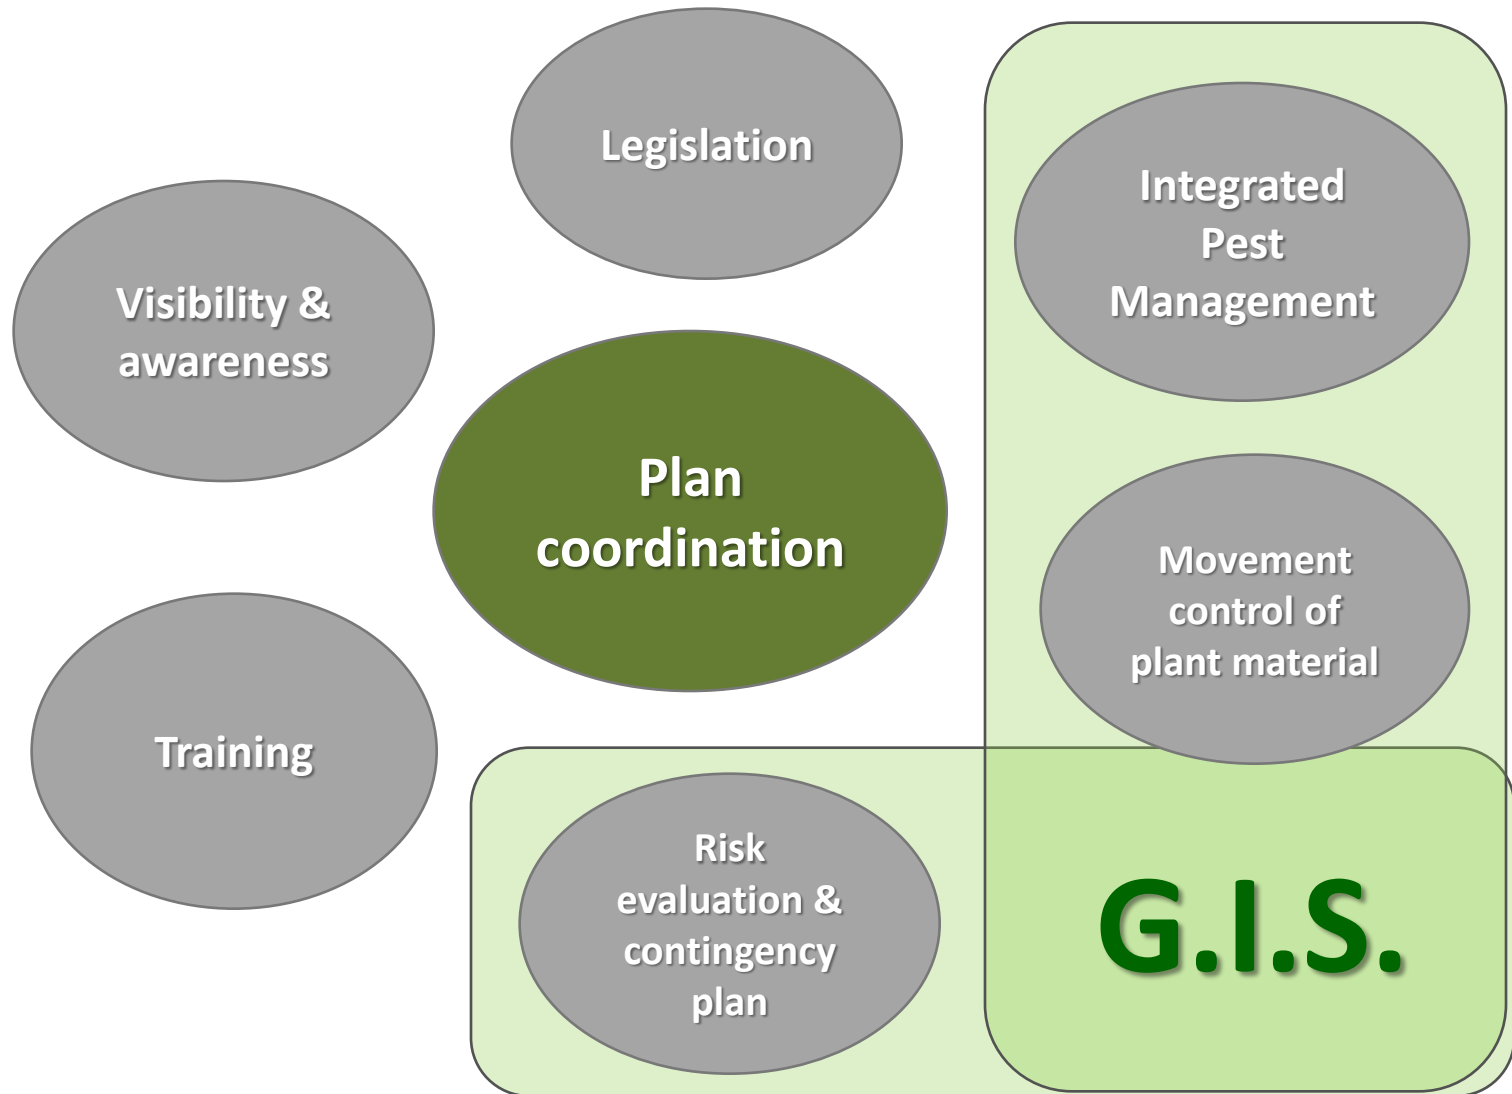 Legislation
Integrated
Pest
Management
Visibility &
awareness
Plan
coordination
Movement
control of
plant material
Training
Risk
evaluation &
contingency
plan
G.I.S.